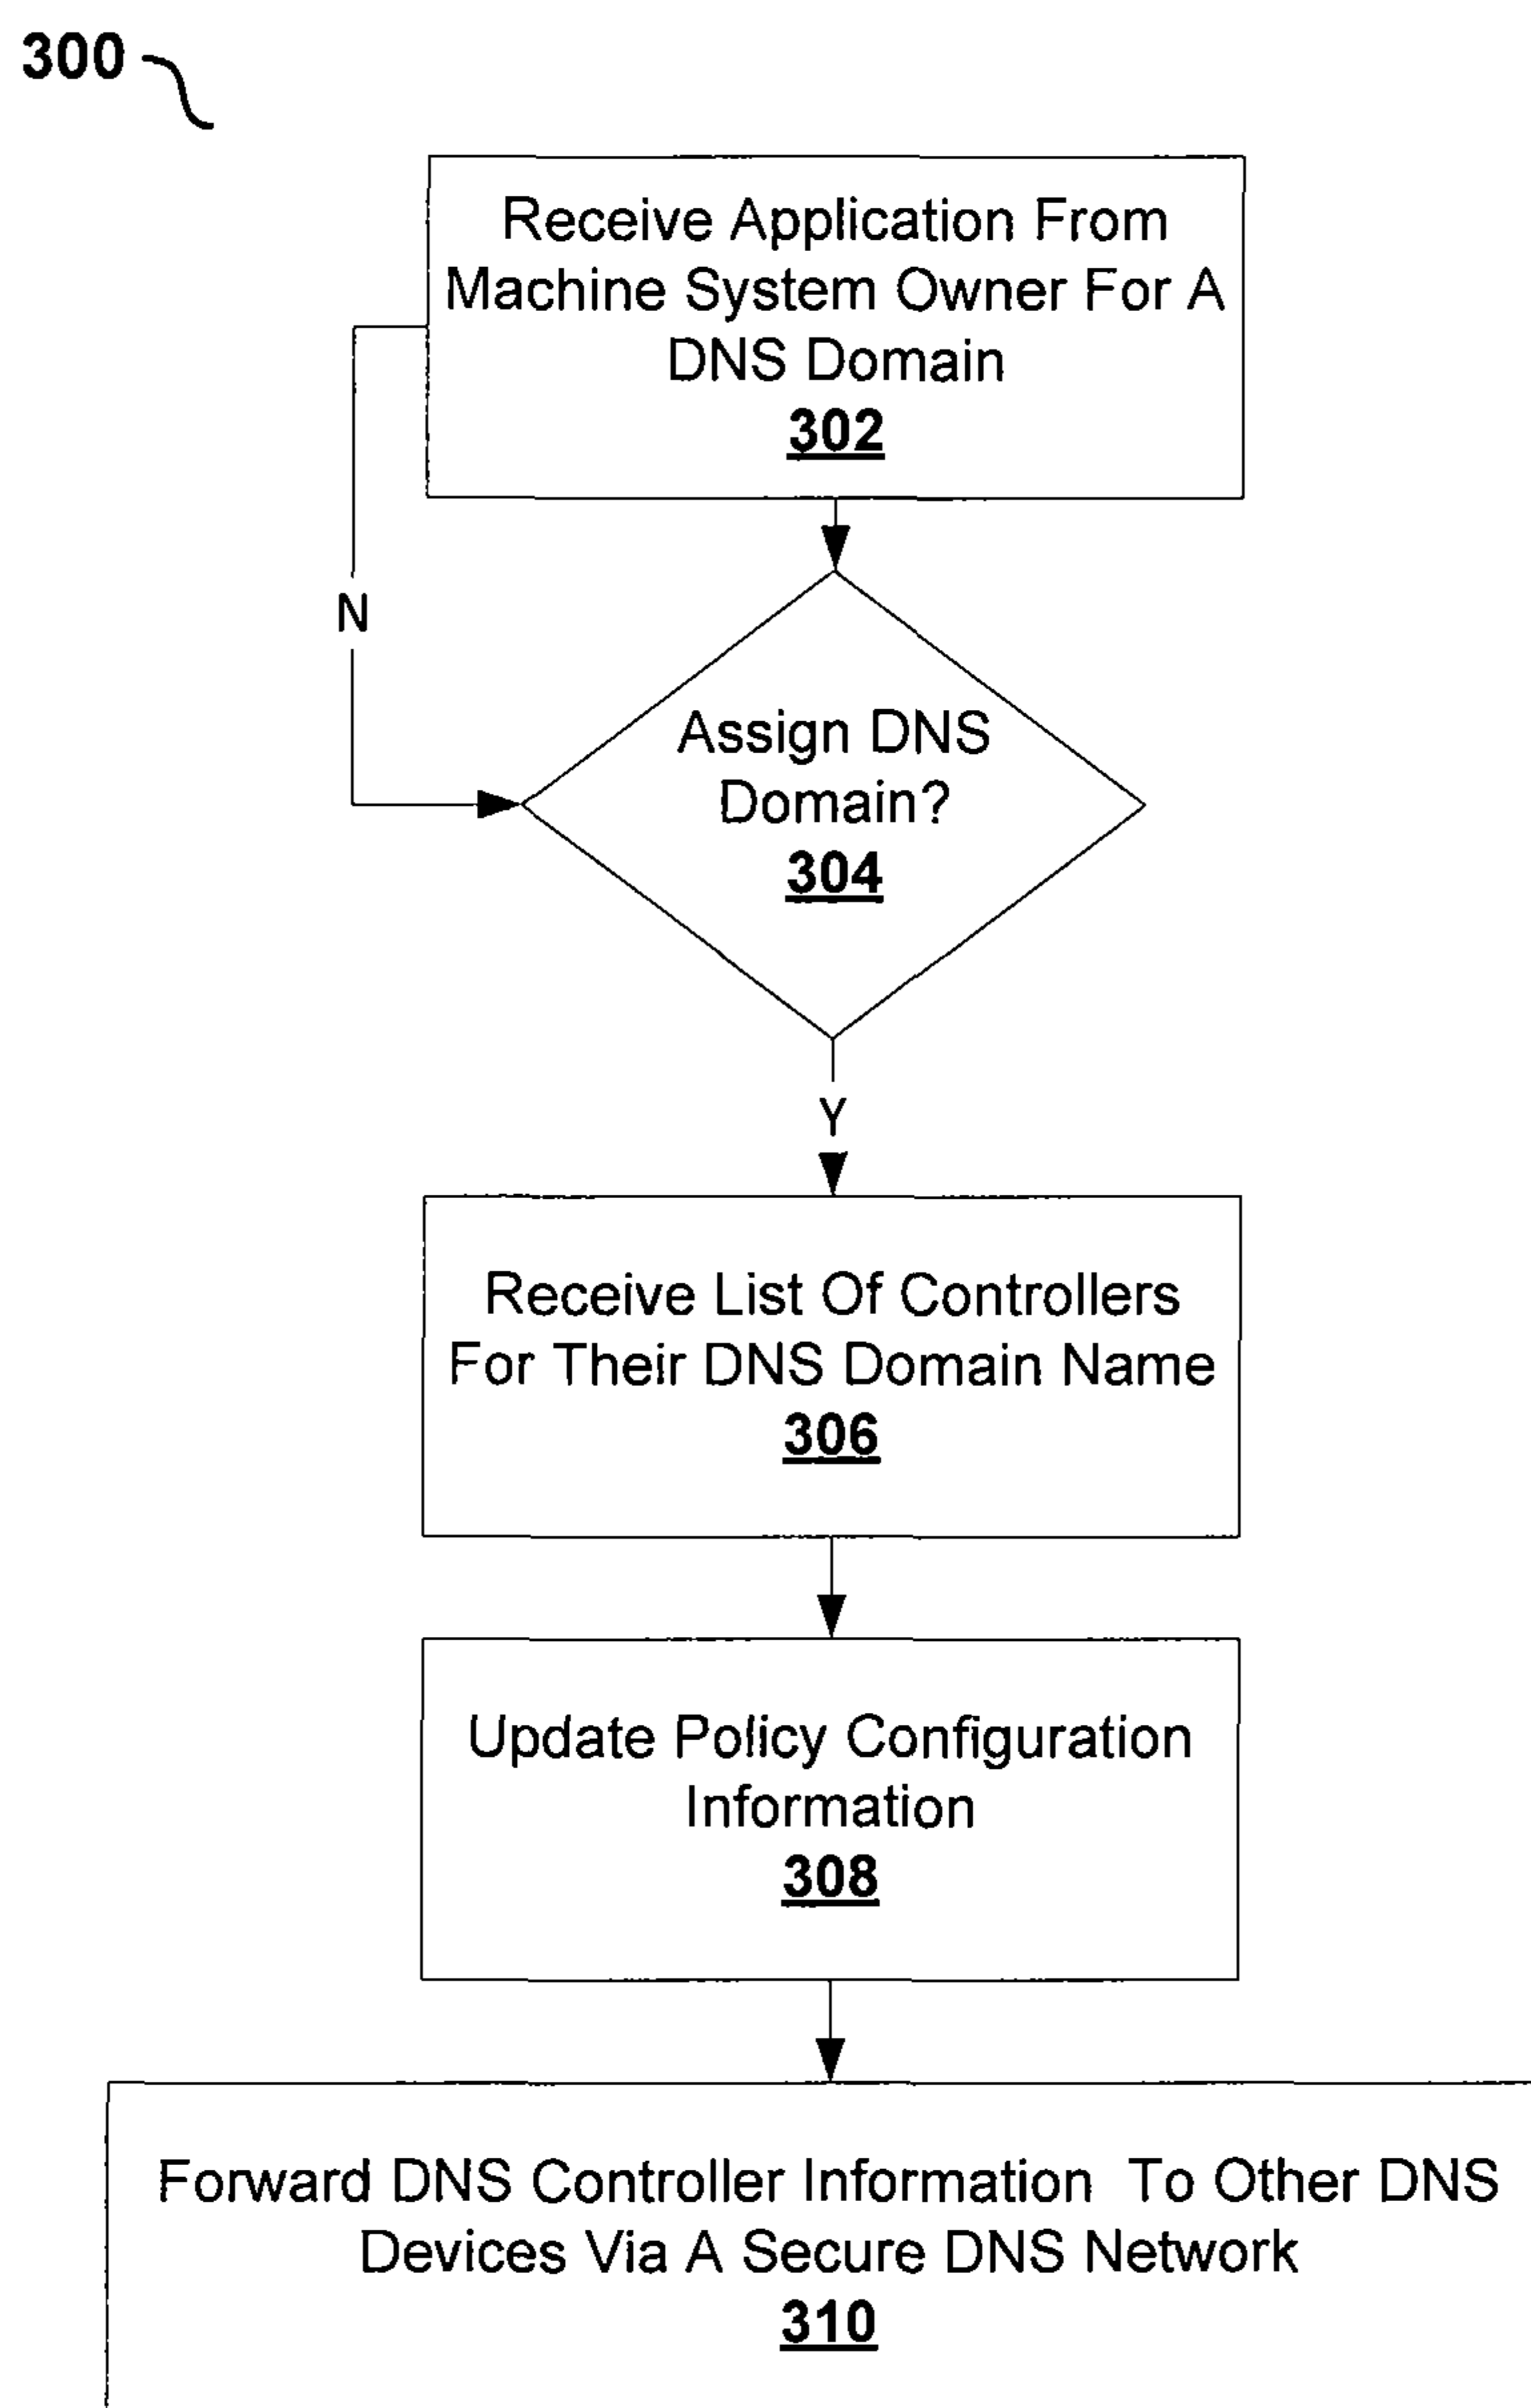 300
Receive Application From
Machine System Owner For A
DNS Domain
302
N
Assign DNS
Domain?
304
Y
Receive List Of Controllers
For Their DNS Domain Name
306
Update Policy Configuration
Information
308
Forward DNS Controller Information To Other DNS
Devices Via A Secure DNS Network
310